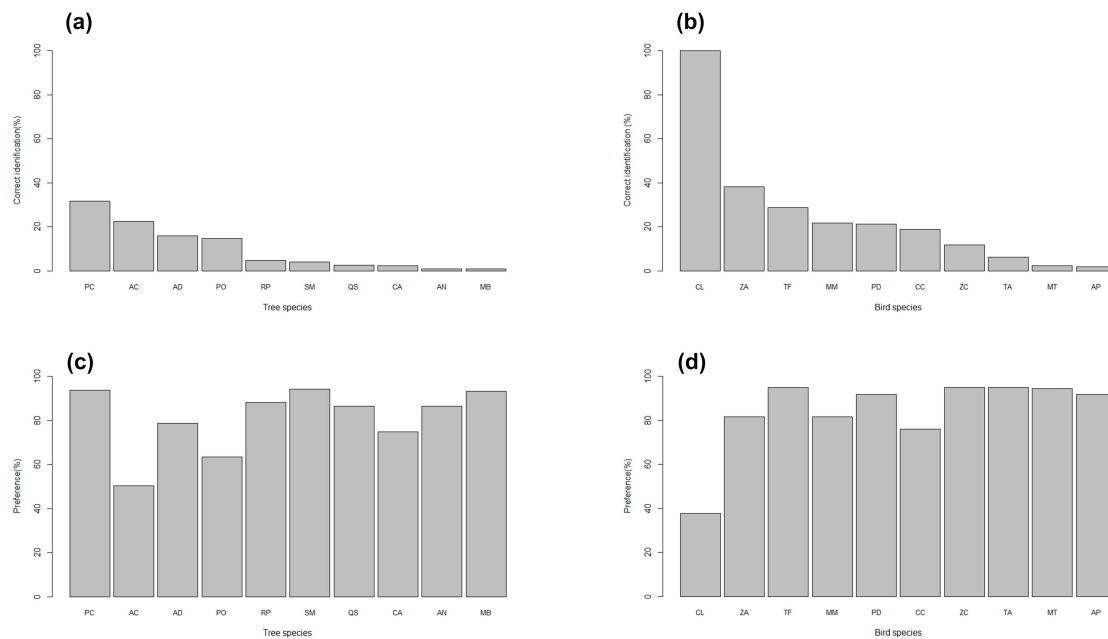 (a)
Correct idenification(%)
100
80
60
40
20
0
PC AC AD PO RP SM QS CA AN MB
Tree species
(b)
Correct identification (%)
100
80
60
40
20
0
CL ZA TF MM PD CC ZC TA MT AP
Bird species
(c)
Preference(%)
100
80
60
40
20
0
PC AC AD PO RP SM QS CA AN MB
Tree species
(d)
Preference(%)
100
80
60
40
20
0
CL ZA TF MM PD CC ZC TA MT AP
Bird species